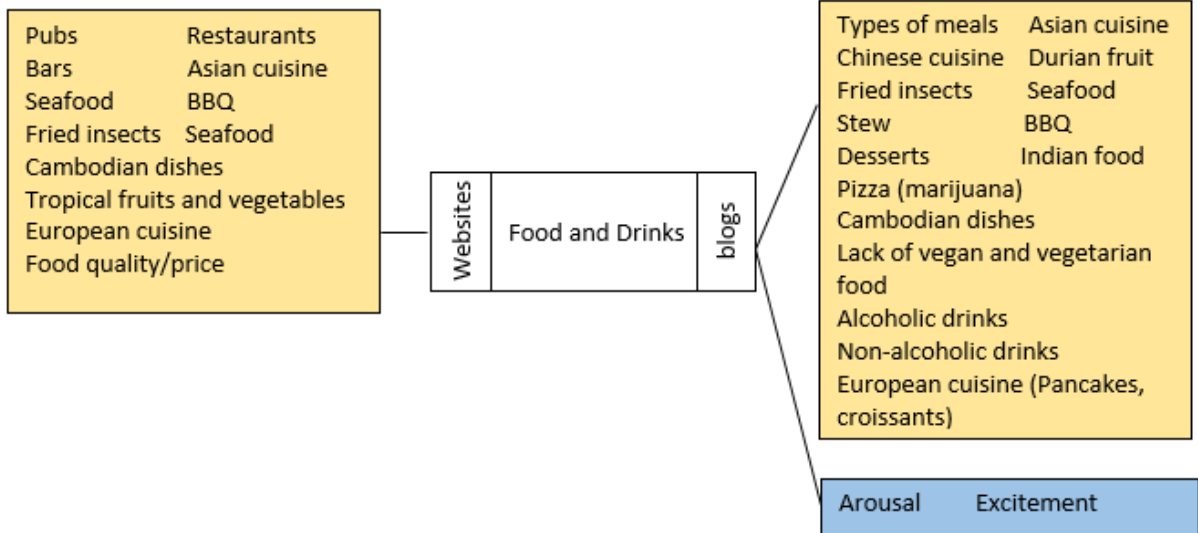 Pubs Restaurants
Bars Asian cuisine
Seafood BBQ
Fried insects Seafood
Cambodian dishes
Tropical fruits and vegetables
European cuisine
Food quality/price
Websites
Food and Drinks
blogs
Types of meals Asian cuisine
Chinese cuisine Durian fruit
Fried insects Seafood
Stew BBQ
Desserts Indian food
Pizza (marijuana)
Cambodian dishes
Lack of vegan and vegetarian
food
Alcoholic drinks
Non-alcoholic drinks
European cuisine (Pancakes,
croissants)
Arousal Excitement